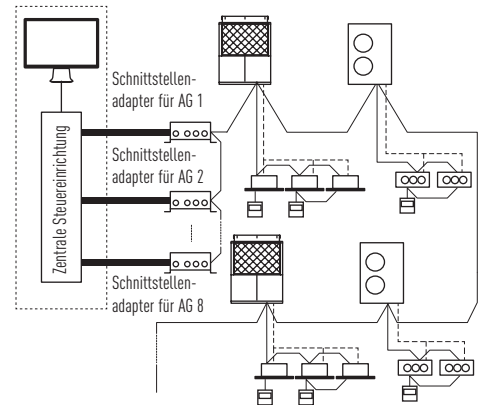 Schnittstellen-
adapter für AG 1
Schnittstellen-
adapter für AG 2
Schnittstellen-
adapter für AG 8
Zentrale Steuereinrichtung